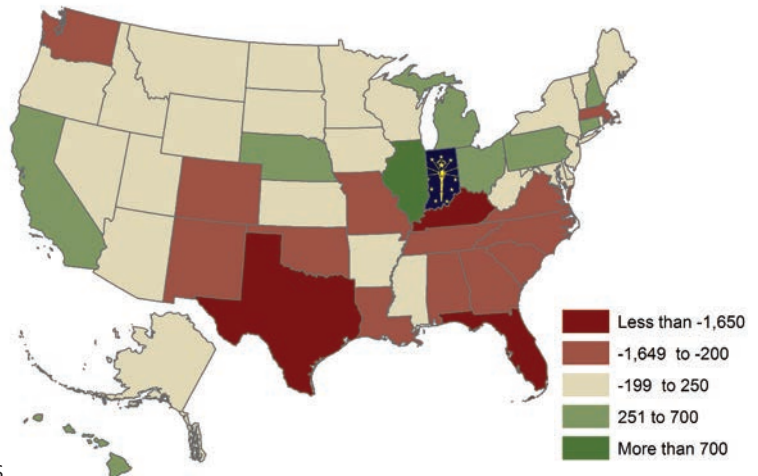 Less than -1,650
-1,649 to -200
-199 to 250
251 to 700
More than 700